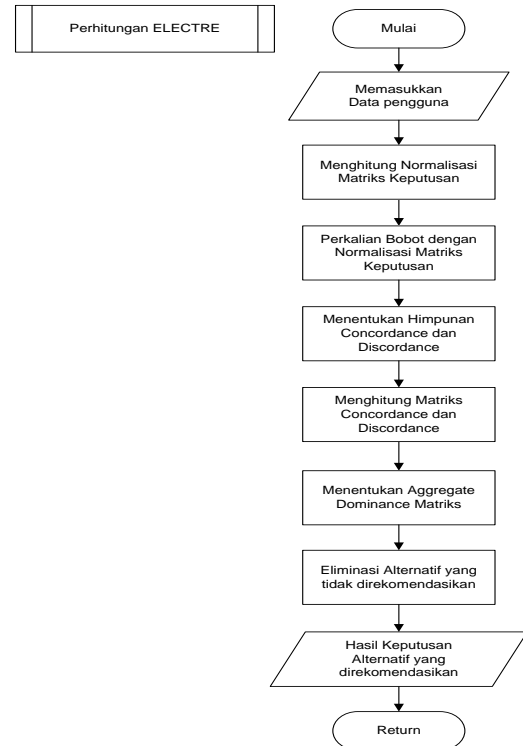 Perhitungan ELECTRE
Mulai
Memasukkan
Data pengguna
Menghitung Normalisasi
Matriks Keputusan
Perkalian Bobot dengan
Normalisasi Matriks
Keputusan
Menentukan Himpunan
Concordance dan
Discordance
Menghitung Matriks
Concordance dan
Discordance
Menentukan Aggregate
Dominance Matriks
Eliminasi Alternatif yang
tidak direkomendasikan
Hasil Keputusan
Alternatif yang
direkomendasikan
Return